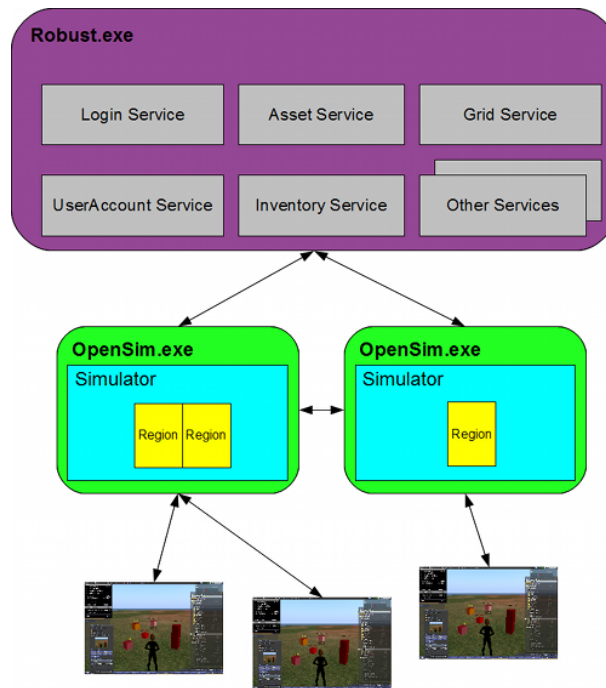 Robust.exe
Login Service
Asset Service
Grid Service
UserAccount Service
Inventory Service
Other Services
OpenSim.exe
OpenSim.exe
Simulator
Simulator
Region
Region
Region